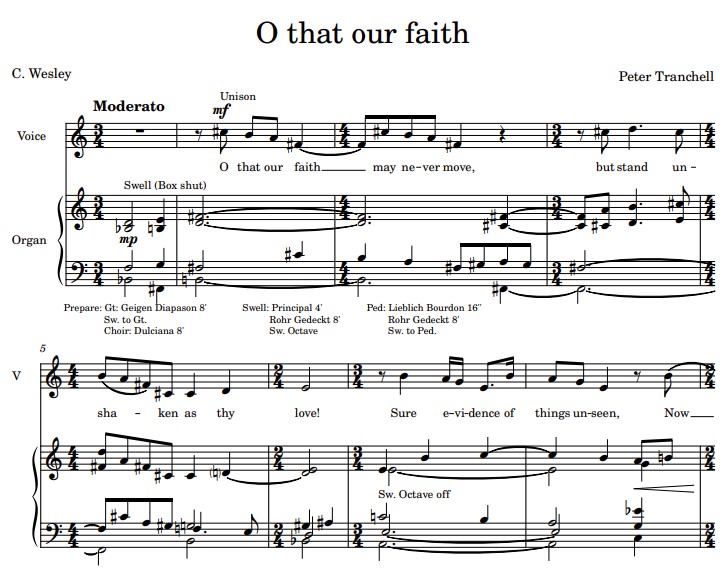 O that our faith
C. Wesley
Peter Tranchell
Moderato
Unison
mf
Voice
O that our faith may ne-ver move, but stand un-
Swell (Box shut)
Organ
mp
Prepare: Gt: Geigen Diapason 8' Swell: Principal 4' Ped: Lieblich Bourdon 16"
Sw. to Gt. Rohr Gedeckt 8' Rohr Gedeckt 8'
Choir: Dulciana 8' Sw. Octave Sw. to Ped.
5
V
sha - ken as thy love! Sure e-vi-dence of things un-seen, Now
Sw. Octave off